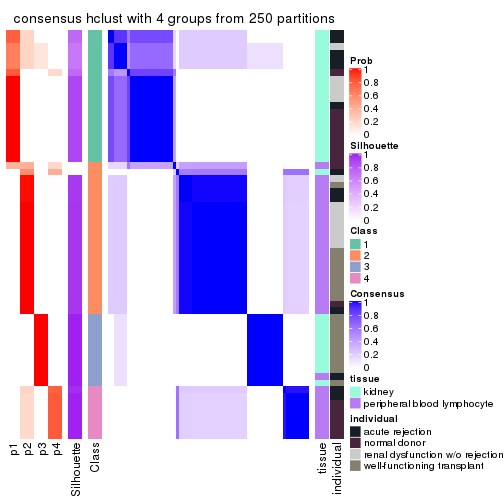 consensus hclust with 4 groups from 250 partitions
Prob
1
0.8
0.6
0.4
0.2
0
Silhouette
1
0.8
0.6
0.4
0.2
0
Class
1
2
3
4
Consensus
1
0.8
0.6
0.4
0.2
0
tissue
kidney
peripheral blood lymphocyte
individual
acute rejection
normal donor
renal dysfunction w/o rejection
well-functioning transplant
p1
p2
p3
p4
Silhouette
Class
tissue
individual